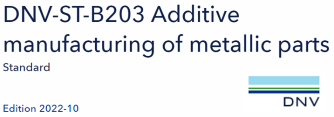 DNV-ST-B203 Additive
manufacturing of metallic parts
Standard
Edition 2022-10
DNV